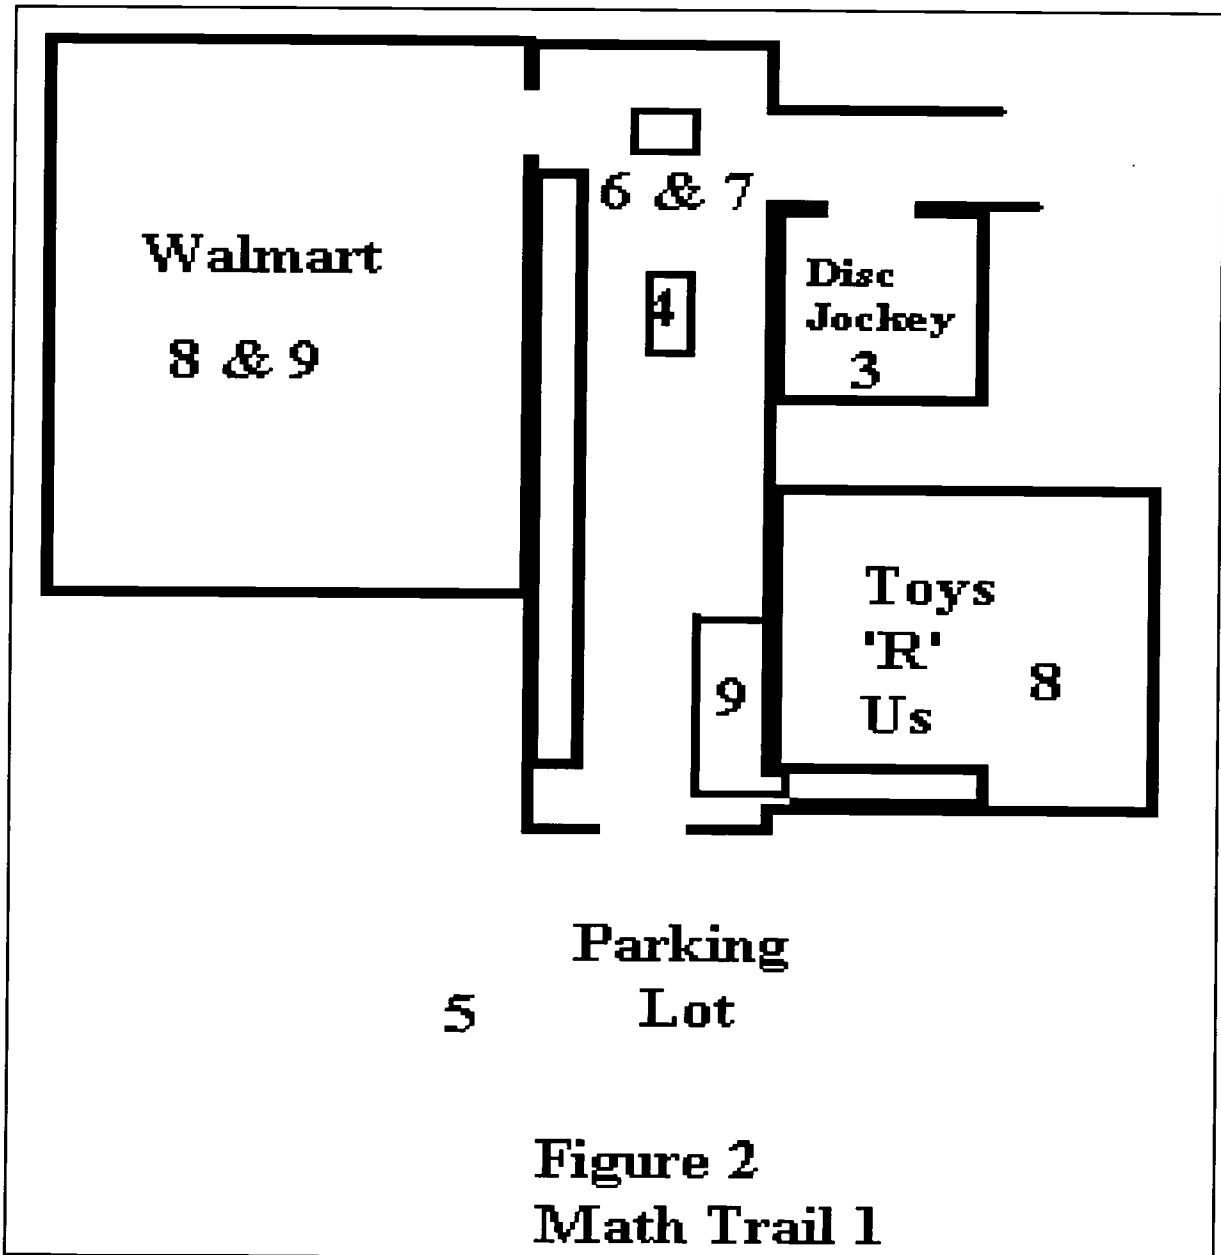 6 & 7
Walmart
8 & 9
4
Disc
Jockey
3
Toys
'R'
Us
8
9
Parking
Lot
5
Figure 2
Math Trail 1